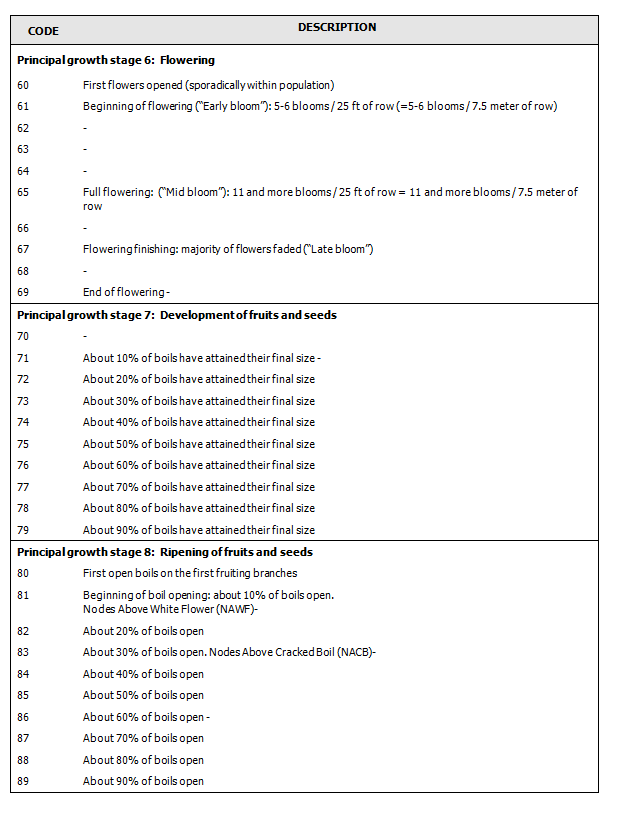 CODE DESCRIPTION
Principal growth stage 6: Flowering
60 First flowers opened (sporadically within population)
61 Beginning of flowering ("Early bloom"): 5-6 blooms / 25 ft of row (=5-6 blooms / 7.5 meter of row)
62 -
63 -
64 -
65 Full flowering: ("Mid bloom"): 11 and more blooms / 25 ft of row = 11 and more blooms / 7.5 meter of
row
66 -
67 Flowering finishing: majority of flowers faded ("Late bloom")
68 -
69 End of flowering -
Principal growth stage 7: Development of fruits and seeds
70 -
71 About 10% of boils have attained their final size -
72 About 20% of boils have attained their final size
73 About 30% of boils have attained their final size
74 About 40% of boils have attained their final size
75 About 50% of boils have attained their final size
76 About 60% of boils have attained their final size
77 About 70% of boils have attained their final size
78 About 80% of boils have attained their final size
79 About 90% of boils have attained their final size
Principal growth stage 8: Ripening of fruits and seeds
80 First open boils on the first fruiting branches
81 Beginning of boil opening: about 10% of boils open.
Nodes Above White Flower (NAWF)-
82 About 20% of boils open
83 About 30% of boils open. Nodes Above Cracked Boil (NACB)-
84 About 40% of boils open
85 About 50% of boils open
86 About 60% of boils open -
87 About 70% of boils open
88 About 80% of boils open
89 About 90% of boils open